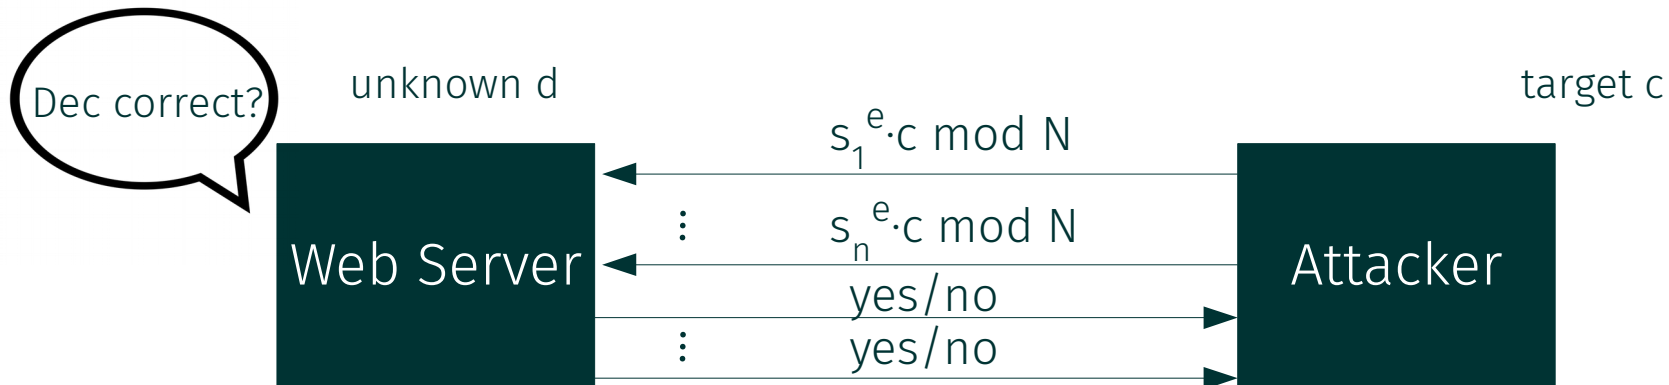 Dec correct?
unknown d
target c
s₁ᵉ·c mod N
⋮
sₙᵉ·c mod N
Web Server
Attacker
yes/no
⋮
yes/no